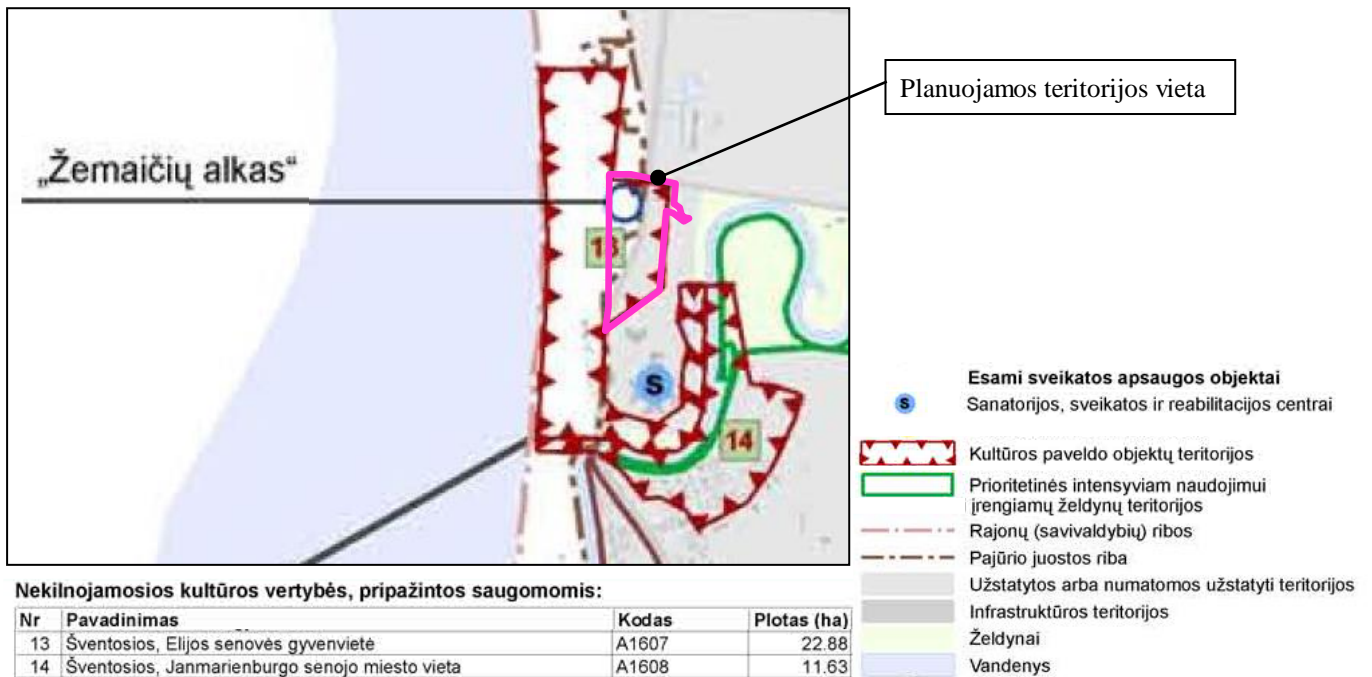 Planuojamos teritorijos vieta
„Žemaičių alkas“
13
S
14
Esami sveikatos apsaugos objektai
S Sanatorijos, sveikatos ir reabilitacijos centrai
Kultūros paveldo objektų teritorijos
Prioritetinės intensyviam naudojimui
įrengiamų želdynų teritorijos
Rajonų (savivaldybių) ribos
Pajūrio juostos riba
Užstatytos arba numatomos užstatyti teritorijos
Infrastruktūros teritorijos
Želdynai
Vandenys
Nekilnojamosios kultūros vertybės, pripažintos saugomomis:
Nr Pavadinimas Kodas Plotas (ha)
13 Šventosios, Elijos senovės gyvenvietė A1607 22.88
14 Šventosios, Janmarienburgo senojo miesto vieta A1608 11.63